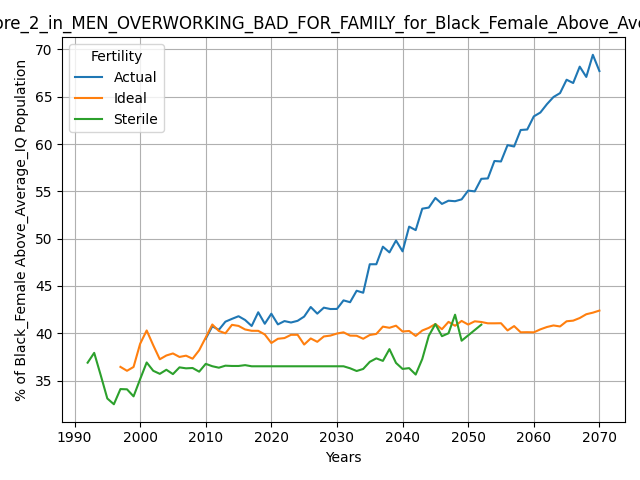 ore_2_in_MEN_OVERWORKING_BAD_FOR_FAMILY_for_Black_Female_Above_Ave
Fertility
Actual
Ideal
Sterile
% of Black_Female Above_Average_IQ Population
70
65
60
55
50
45
40
35
1990 2000 2010 2020 2030 2040 2050 2060 2070
Years